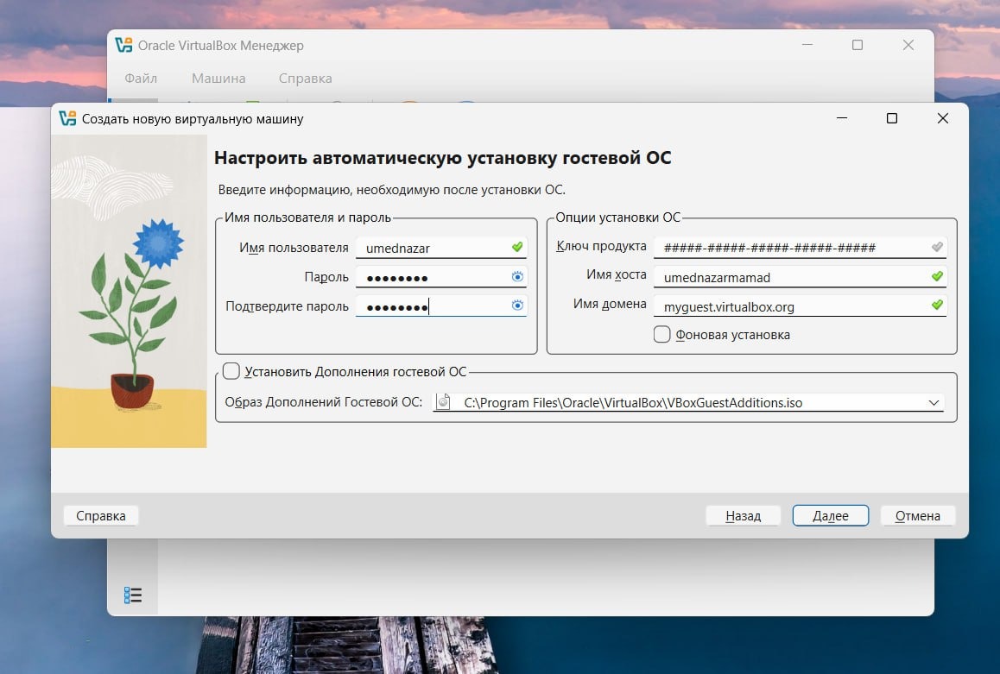 Oracle VirtualBox Менеджер
Файл Машина Справка
Создать новую виртуальную машину
Настроить автоматическую установку гостевой ОС
Введите информацию, необходимую после установки ОС.
Имя пользователя и пароль
Имя пользователя umednazar
Пароль ●●●●●●●●
Подтвердите пароль ●●●●●●●●
Опции установки ОС
Ключ продукта #####-#####-#####-#####-#####
Имя хоста umednazarmamad
Имя домена myguest.virtualbox.org
Фоновая установка
Установить Дополнения гостевой ОС
Образ Дополнений Гостевой ОС: C:\Program Files\Oracle\VirtualBox\VBoxGuestAdditions.iso
Справка Назад Далее Отмена